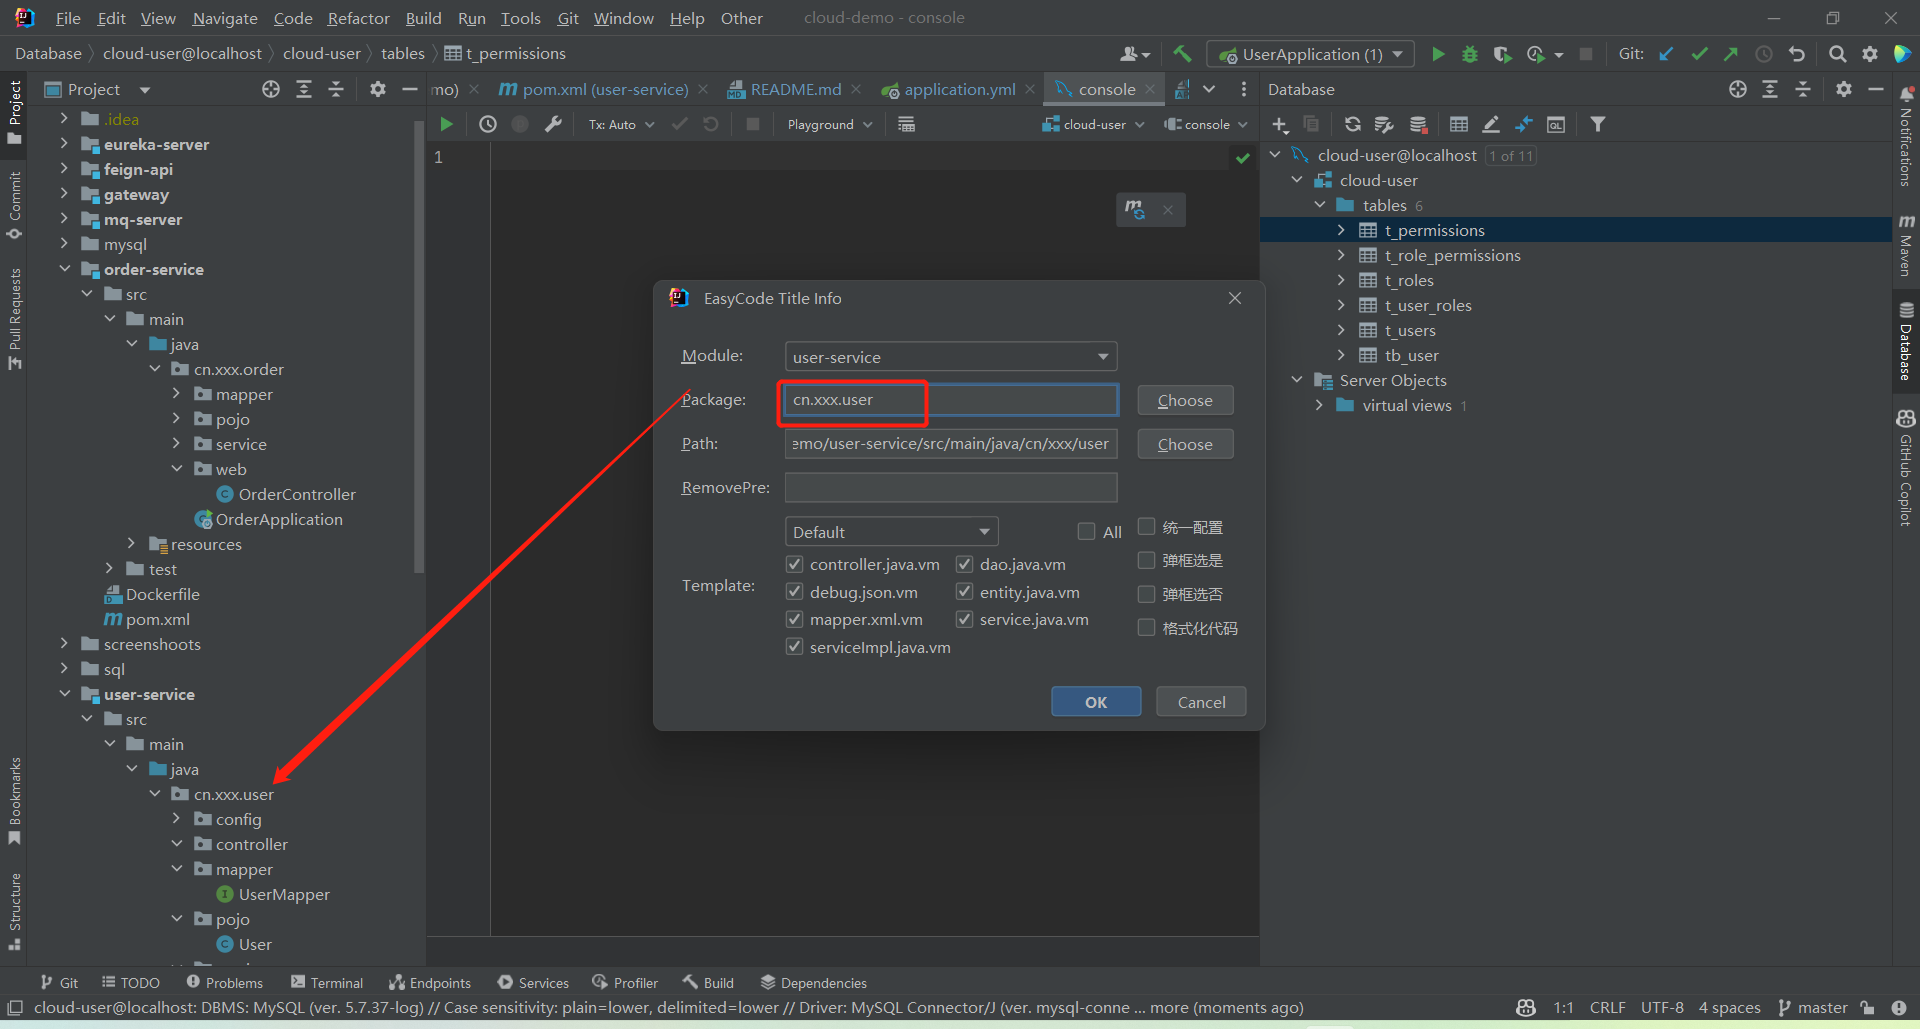 File Edit View Navigate Code Refactor Build Run Tools Git Window Help Other cloud-demo - console
Database cloud-user@localhost cloud-user tables t_permissions UserApplication (1) Git:
Project
mo) pom.xml (user-service) README.md application.yml console
Database
Tx: Auto Playground cloud-user console
1
.idea
eureka-server
feign-api
gateway
mq-server
mysql
order-service
src
main
java
cn.xxx.order
mapper
pojo
service
web
OrderController
OrderApplication
resources
test
Dockerfile
pom.xml
screenshoots
sql
user-service
src
main
java
cn.xxx.user
config
controller
mapper
UserMapper
pojo
User
EasyCode Title Info
Module: user-service
Package: cn.xxx.user Choose
Path: emo/user-service/src/main/java/cn/xxx/user Choose
RemovePre:
Default All 统一配置
弹框选是
弹框选否
格式化代码
Template:
controller.java.vm dao.java.vm
debug.json.vm entity.java.vm
mapper.xml.vm service.java.vm
serviceImpl.java.vm
OK Cancel
cloud-user@localhost 1 of 11
cloud-user
tables 6
t_permissions
t_role_permissions
t_roles
t_user_roles
t_users
tb_user
Server Objects
virtual views 1
Project
Commit
Pull Requests
Bookmarks
Structure
Notifications
Maven
Database
GitHub Copilot
Git TODO Problems Terminal Endpoints Services Profiler Build Dependencies
cloud-user@localhost: DBMS: MySQL (ver. 5.7.37-log) // Case sensitivity: plain=lower, delimited=lower // Driver: MySQL Connector/J (ver. mysql-conne ... more (moments ago) 1:1 CRLF UTF-8 4 spaces master